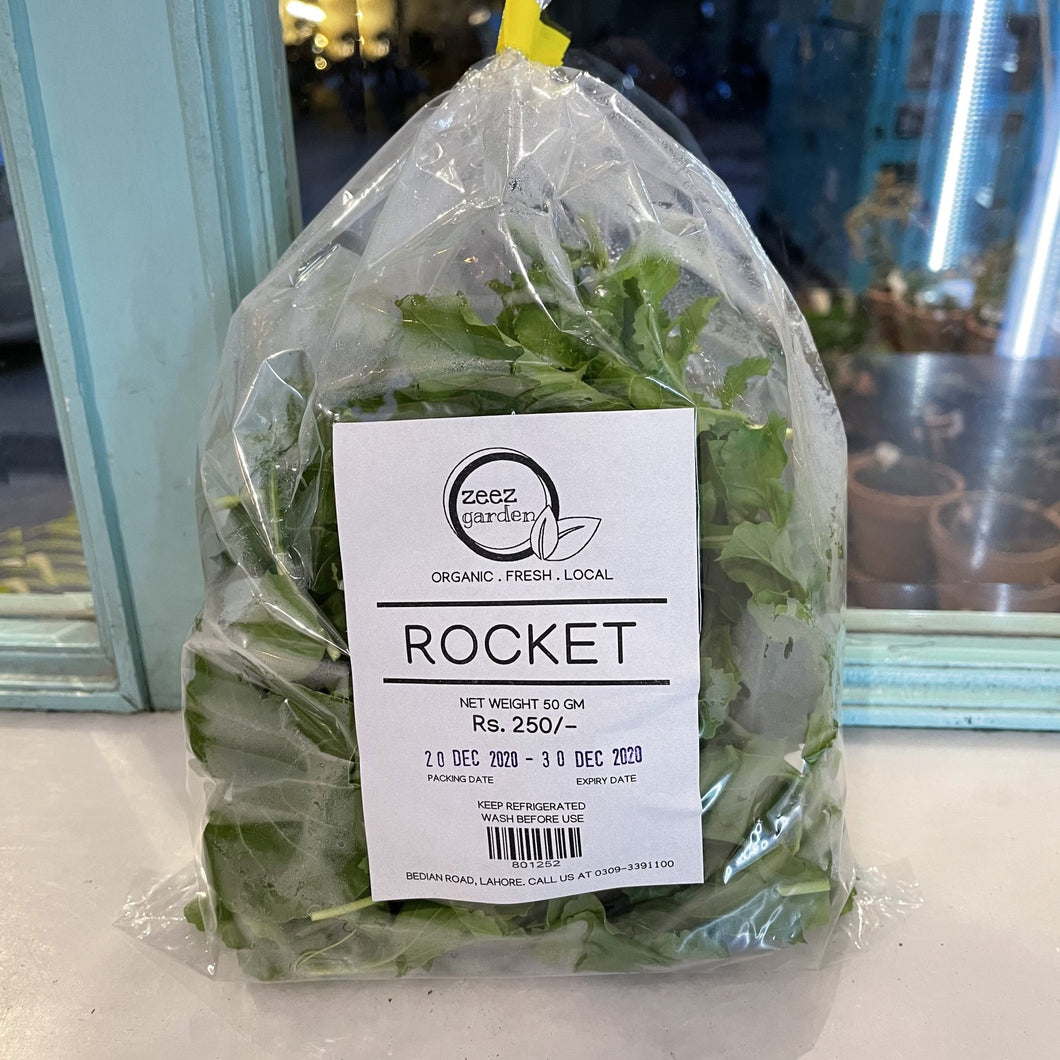 zeez
garden
ORGANIC . FRESH . LOCAL
ROCKET
NET WEIGHT 50 GM
Rs. 250/-
20 DEC 2020 - 30 DEC 2020
PACKING DATE EXPIRY DATE
KEEP REFRIGERATED
WASH BEFORE USE
801252
BEDIAN ROAD, LAHORE. CALL US AT 0309-3391100